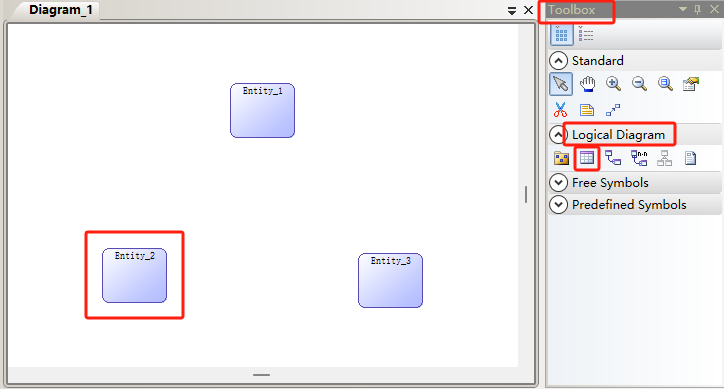 Diagram_1
Entity_1
Entity_2
Entity_3
Toolbox
Standard
Logical Diagram
n-n
Free Symbols
Predefined Symbols